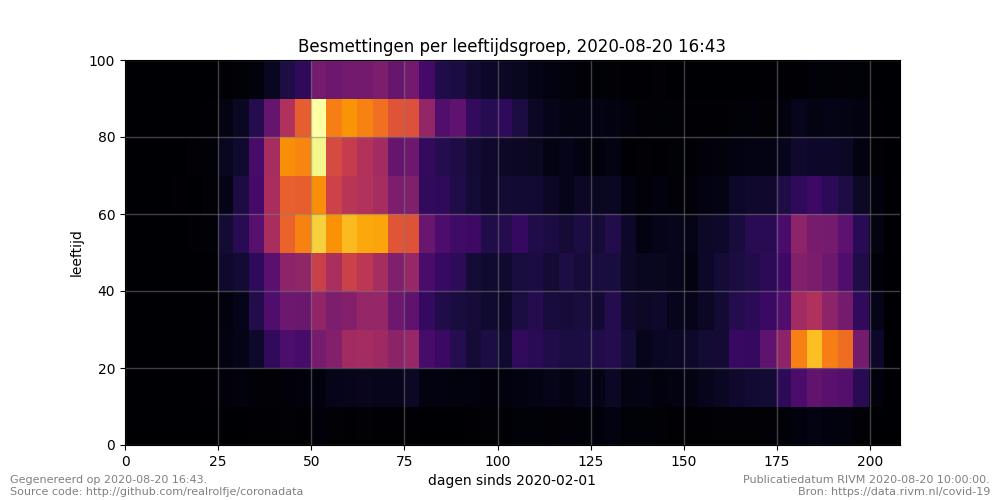 Besmettingen per leeftijdsgroep, 2020-08-20 16:43
100
80
60
40
20
0
leeftijd
0 25 50 75 100 125 150 175 200
dagen sinds 2020-02-01
Gegenereerd op 2020-08-20 16:43.
Source code: http://github.com/realrolfje/coronadata
Publicatiedatum RIVM 2020-08-20 10:00:00.
Bron: https://data.rivm.nl/covid-19